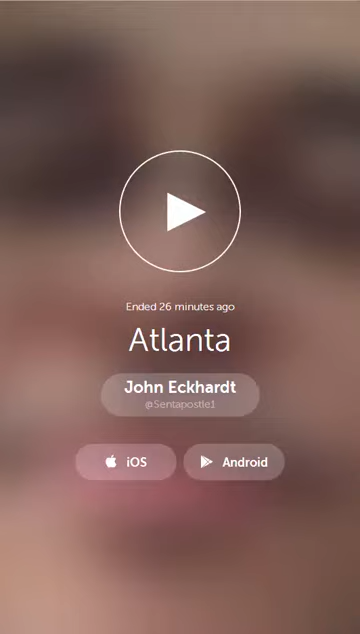 Ended 26 minutes ago
Atlanta
John Eckhardt
@Sentapostle1
iOS
Android